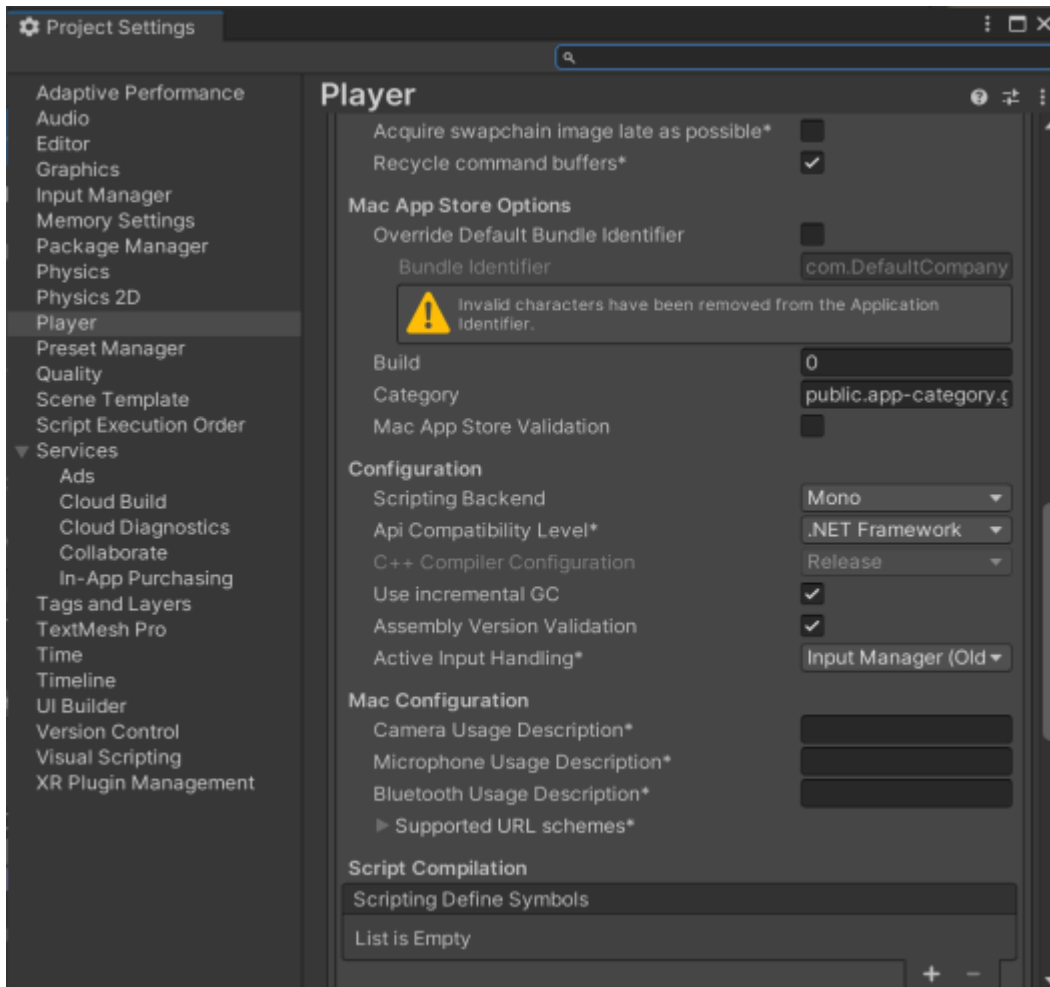 Project Settings
Adaptive Performance
Audio
Editor
Graphics
Input Manager
Memory Settings
Package Manager
Physics
Physics 2D
Player
Preset Manager
Quality
Scene Template
Script Execution Order
Services
Ads
Cloud Build
Cloud Diagnostics
Collaborate
In-App Purchasing
Tags and Layers
TextMesh Pro
Time
Timeline
UI Builder
Version Control
Visual Scripting
XR Plugin Management
Player
Acquire swapchain image late as possible*
Recycle command buffers*
Mac App Store Options
Override Default Bundle Identifier
Bundle Identifier com.DefaultCompany
Invalid characters have been removed from the Application
Identifier.
Build 0
Category public.app-category.g
Mac App Store Validation
Configuration
Scripting Backend Mono
Api Compatibility Level* .NET Framework
C++ Compiler Configuration Release
Use incremental GC
Assembly Version Validation
Active Input Handling* Input Manager (Old
Mac Configuration
Camera Usage Description*
Microphone Usage Description*
Bluetooth Usage Description*
Supported URL schemes*
Script Compilation
Scripting Define Symbols
List is Empty